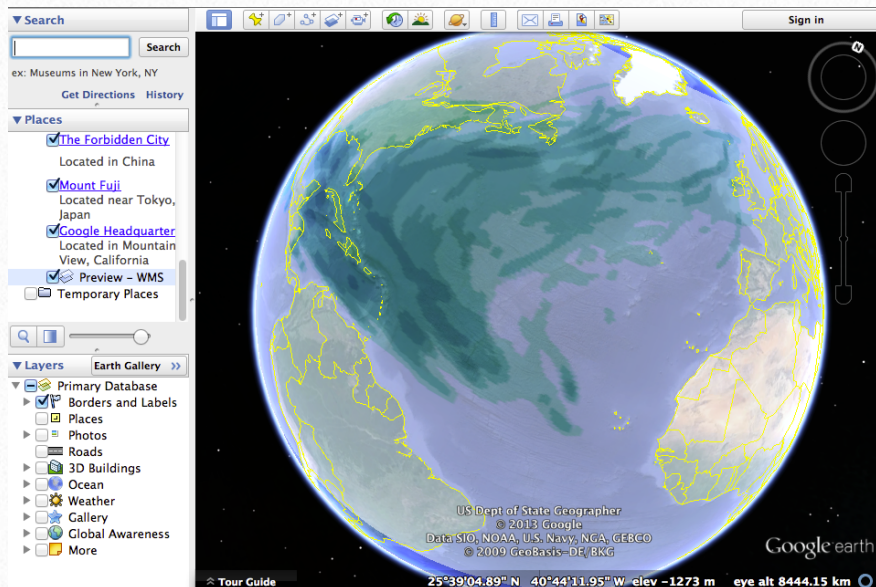 Search
Sign in
Search
ex: Museums in New York, NY
Get Directions History
Places
The Forbidden City
Located in China
Mount Fuji
Located near Tokyo,
Japan
Google Headquarter
Located in Mountain
View, California
Preview - WMS
Temporary Places
Layers Earth Gallery >>
Primary Database
Borders and Labels
Places
Photos
Roads
3D Buildings
Ocean
Weather
Gallery
Global Awareness
More
N
US Dept of State Geographer
© 2013 Google
Data SIO, NOAA, U.S. Navy, NGA, GEBCO
© 2009 GeoBasis-DE/BKG
Google earth
Tour Guide 25°39'04.89" N 40°44'11.95" W elev -1273 m eye alt 8444.15 km